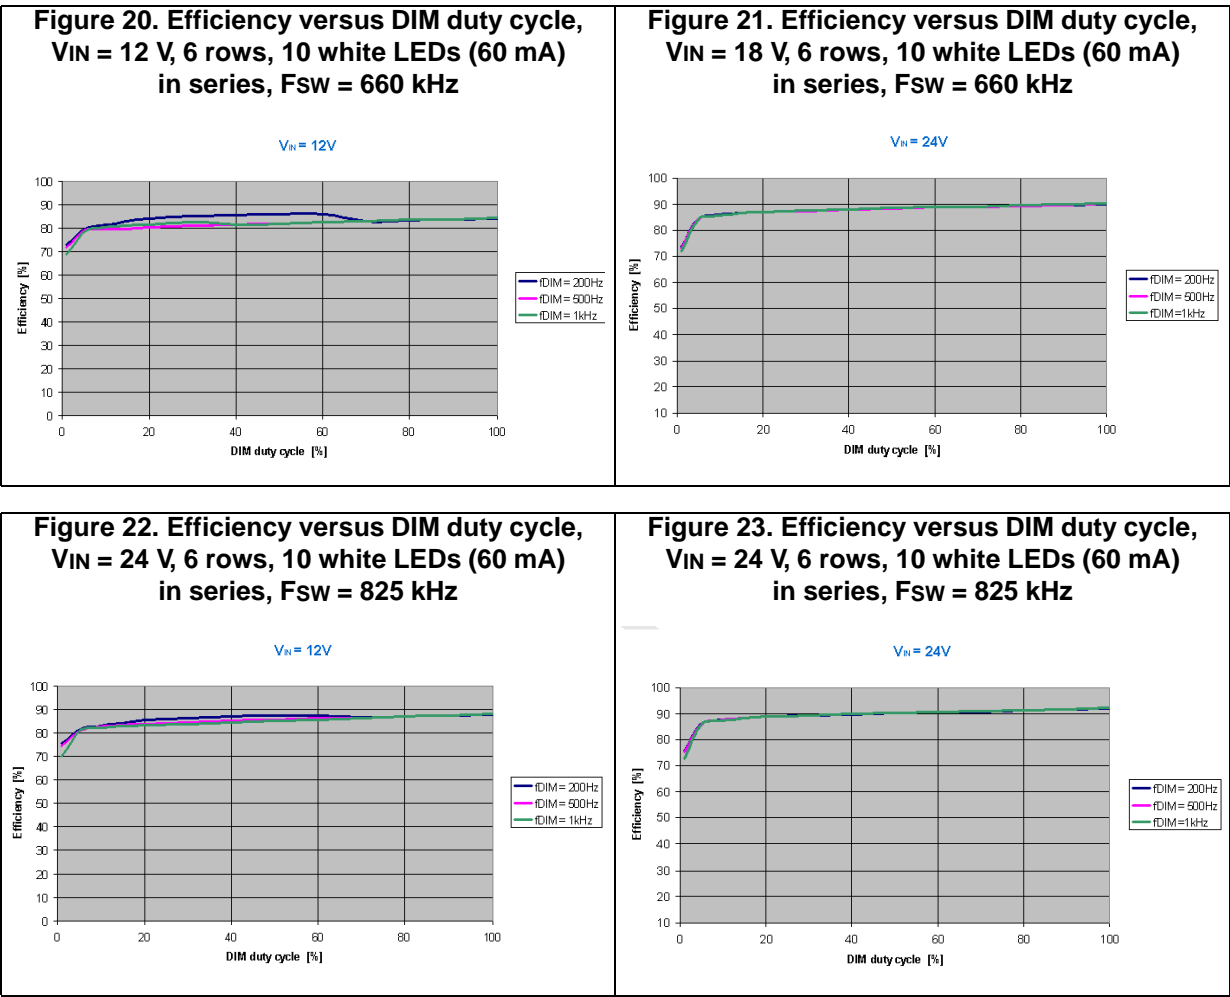 Figure 20. Efficiency versus DIM duty cycle,
VIN = 12 V, 6 rows, 10 white LEDs (60 mA)
in series, FSW = 660 kHz
VIN = 12V
100
90
80
70
60
50
40
30
20
10
0
Efficiency [%]
0 20 40 60 80 100
DIM duty cycle [%]
fDIM = 200Hz
fDIM = 500Hz
fDIM = 1kHz
Figure 21. Efficiency versus DIM duty cycle,
VIN = 18 V, 6 rows, 10 white LEDs (60 mA)
in series, FSW = 660 kHz
VIN = 24V
100
90
80
70
60
50
40
30
20
10
Efficiency [%]
0 20 40 60 80 100
DIM duty cycle [%]
fDIM = 200Hz
fDIM = 500Hz
fDIM =1kHz
Figure 22. Efficiency versus DIM duty cycle,
VIN = 24 V, 6 rows, 10 white LEDs (60 mA)
in series, FSW = 825 kHz
VIN = 12V
100
90
80
70
60
50
40
30
20
10
0
Efficiency [%]
0 20 40 60 80 100
DIM duty cycle [%]
fDIM = 200Hz
fDIM = 500Hz
fDIM = 1kHz
Figure 23. Efficiency versus DIM duty cycle,
VIN = 24 V, 6 rows, 10 white LEDs (60 mA)
in series, FSW = 825 kHz
VIN = 24V
100
90
80
70
60
50
40
30
20
10
Efficiency [%]
0 20 40 60 80 100
DIM duty cycle [%]
fDIM = 200Hz
fDIM = 500Hz
fDIM =1kHz